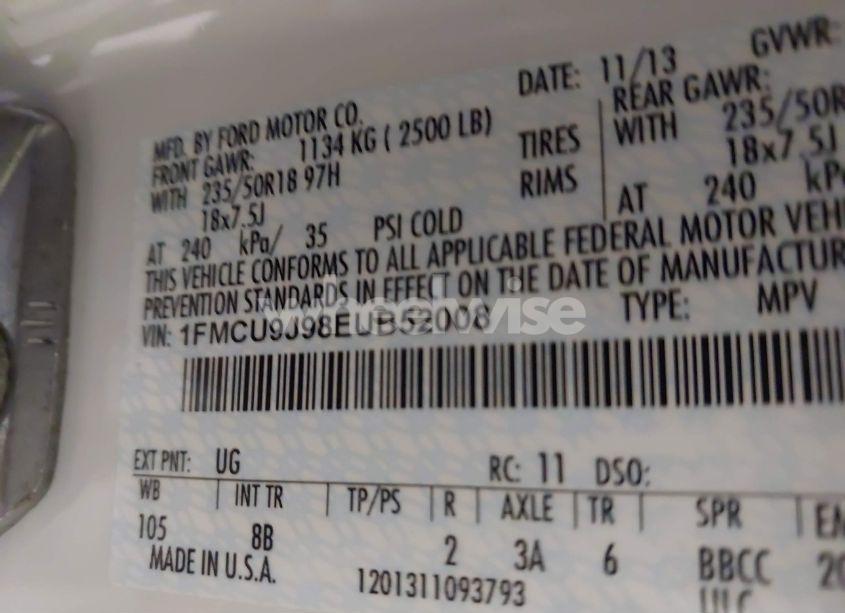 MFD. BY FORD MOTOR CO.
DATE: 11/13
GVWR:
FRONT GAWR: 1134 KG ( 2500 LB)
REAR GAWR:
WITH 235/50R18 97H
TIRES
WITH 235/50R
18x7.5J
RIMS
18x7.5J
AT 240 kPa/ 35 PSI COLD
AT 240
THIS VEHICLE CONFORMS TO ALL APPLICABLE FEDERAL MOTOR VEH
PREVENTION STANDARDS IN EFFECT ON THE DATE OF MANUFACTUR
VIN: 1FMCU9J98EUB52008
TYPE: MPV
wheelwise
EXT PNT: UG
RC: 11 DSO:
WB INT TR TP/PS R AXLE TR SPR
105 8B 2 3A 6 BBCC 20
MADE IN U.S.A.
1201311093793